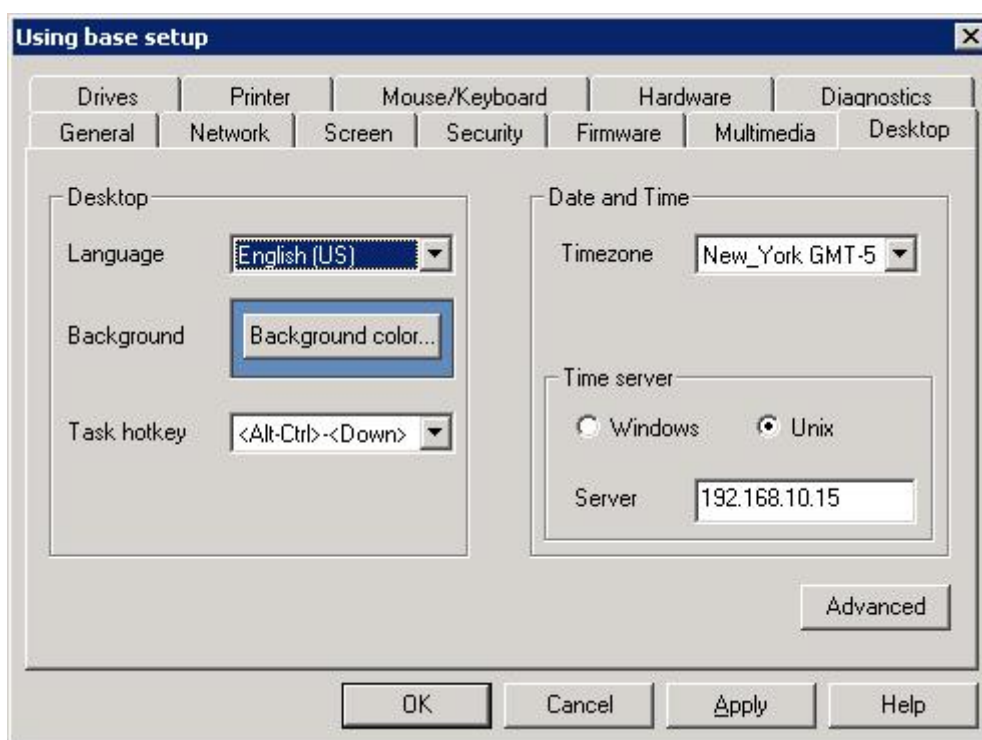 Using base setup
Drives Printer Mouse/Keyboard Hardware Diagnostics
General Network Screen Security Firmware Multimedia Desktop
Desktop
Language English (US)
Background Background color...
Task hotkey <Alt-Ctrl>-<Down>
Date and Time
Timezone New_York GMT-5
Time server
Windows Unix
Server 192.168.10.15
Advanced
OK Cancel Apply Help